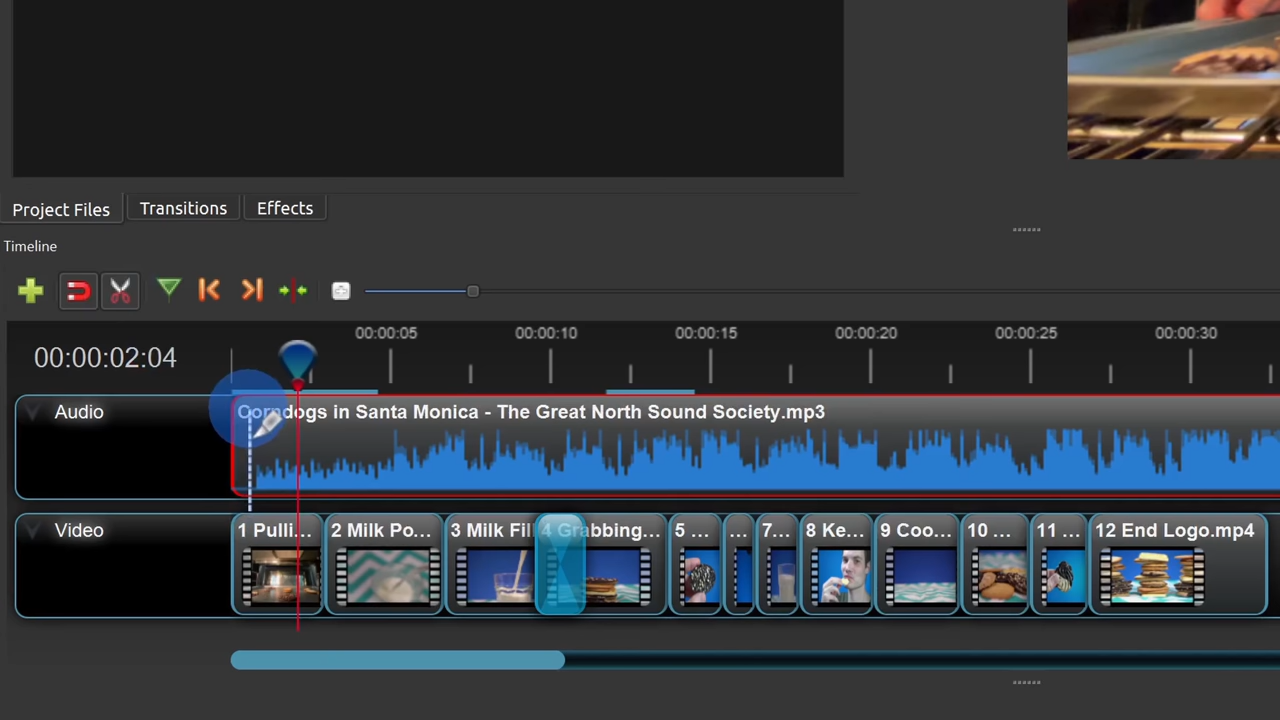 Project Files Transitions Effects
Timeline
00:00:05 00:00:10 00:00:15 00:00:20 00:00:25 00:00:30
00:00:02:04
Audio Corndogs in Santa Monica - The Great North Sound Society.mp3
Video 1 Pulli... 2 Milk Po... 3 Milk Fil 4 Grabbing... 5 ... ... 7... 8 Ke... 9 Coo... 10 ... 11 ... 12 End Logo.mp4